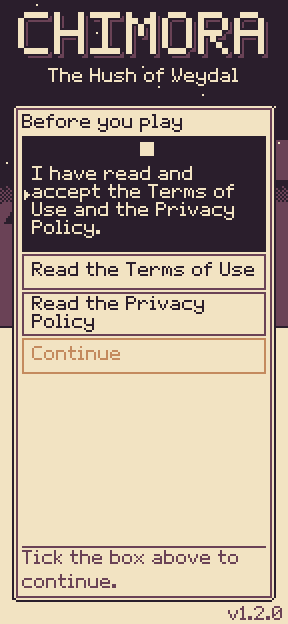 CHIMORA
The Hush of Veydal
Before you play
I have read and
accept the Terms of
Use and the Privacy
Policy.
Read the Terms of Use
Read the Privacy
Policy
Continue
Tick the box above to
continue.
v1.2.0